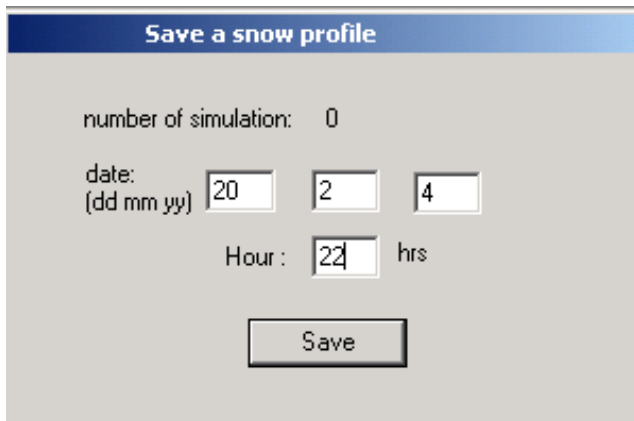 Save a snow profile
number of simulation: 0
date:
(dd mm yy) 20 2 4
Hour : 22 hrs
Save